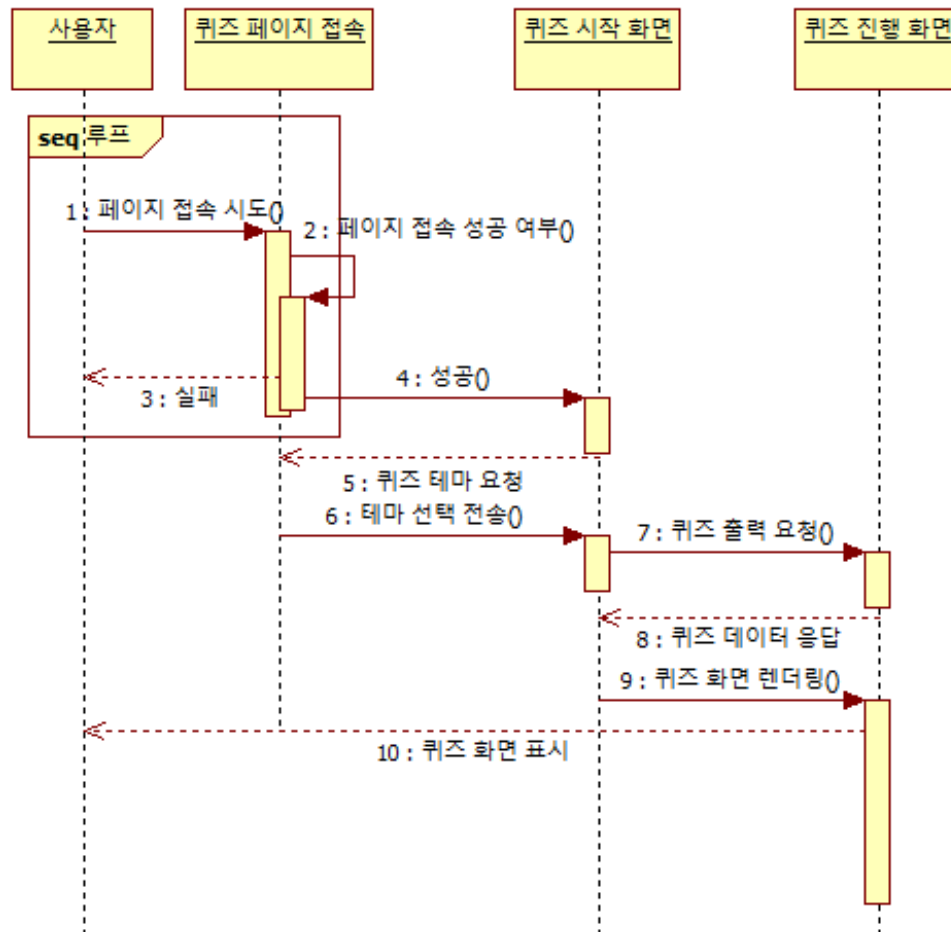 사용자
퀴즈 페이지 접속
퀴즈 시작 화면
퀴즈 진행 화면
seq 루프
1 : 페이지 접속 시도()
2 : 페이지 접속 성공 여부()
3 : 실패
4 : 성공()
5 : 퀴즈 테마 요청
6 : 테마 선택 전송()
7 : 퀴즈 출력 요청()
8 : 퀴즈 데이터 응답
9 : 퀴즈 화면 렌더링()
10 : 퀴즈 화면 표시